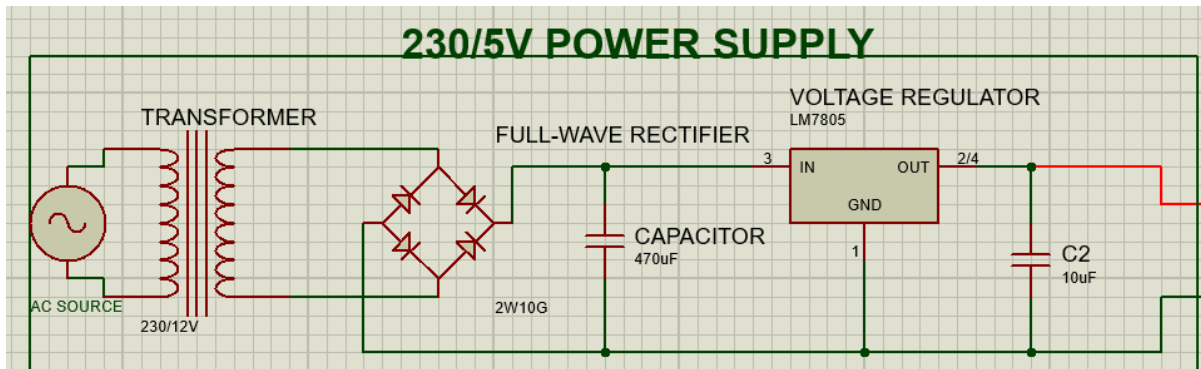 230/5V POWER SUPPLY
VOLTAGE REGULATOR
LM7805
TRANSFORMER
FULL-WAVE RECTIFIER
3
IN
OUT
2/4
GND
1
CAPACITOR
470uF
C2
10uF
AC SOURCE
230/12V
2W10G